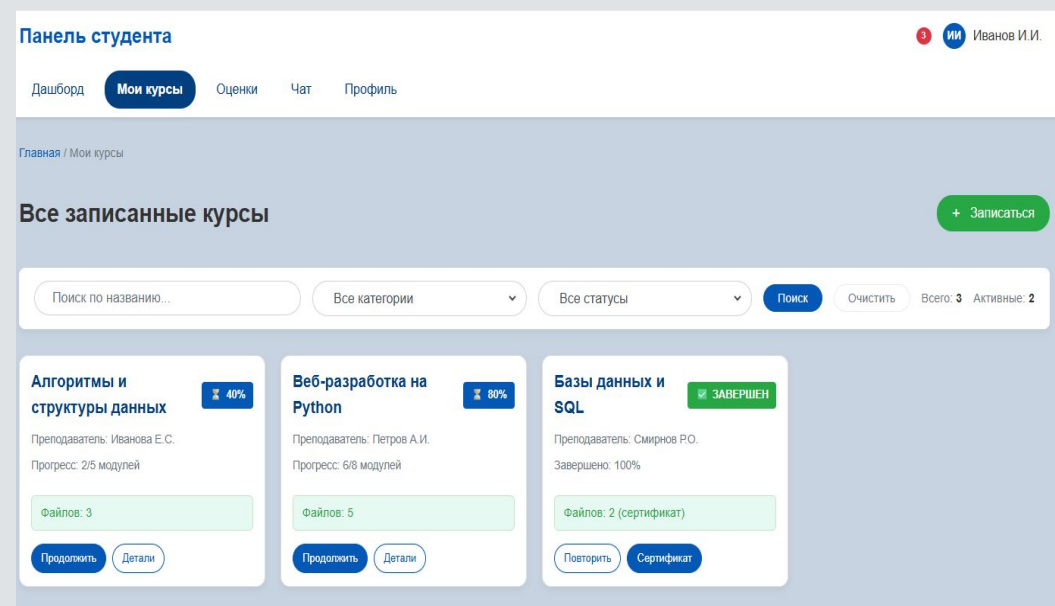 Панель студента
3 ИИ Иванов И.И.
Дашборд Мои курсы Оценки Чат Профиль
Главная / Мои курсы
Все записанные курсы
+ Записаться
Поиск по названию... Все категории Все статусы Поиск Очистить Всего: 3 Активные: 2
Алгоритмы и
структуры данных
40%
Преподаватель: Иванова Е.С.
Прогресс: 2/5 модулей
Файлов: 3
Продолжить Детали
Веб-разработка на
Python
80%
Преподаватель: Петров А.И.
Прогресс: 6/8 модулей
Файлов: 5
Продолжить Детали
Базы данных и
SQL
ЗАВЕРШЕН
Преподаватель: Смирнов Р.О.
Завершено: 100%
Файлов: 2 (сертификат)
Повторить Сертификат